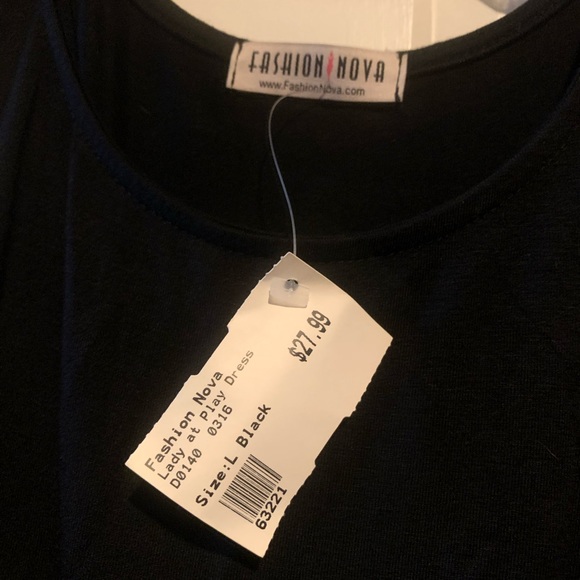 FASHION NOVA
www.FashionNova.com
$27.99
Fashion Nova
Lady at Play Dress
D0140 0316
Size:L Black
63221